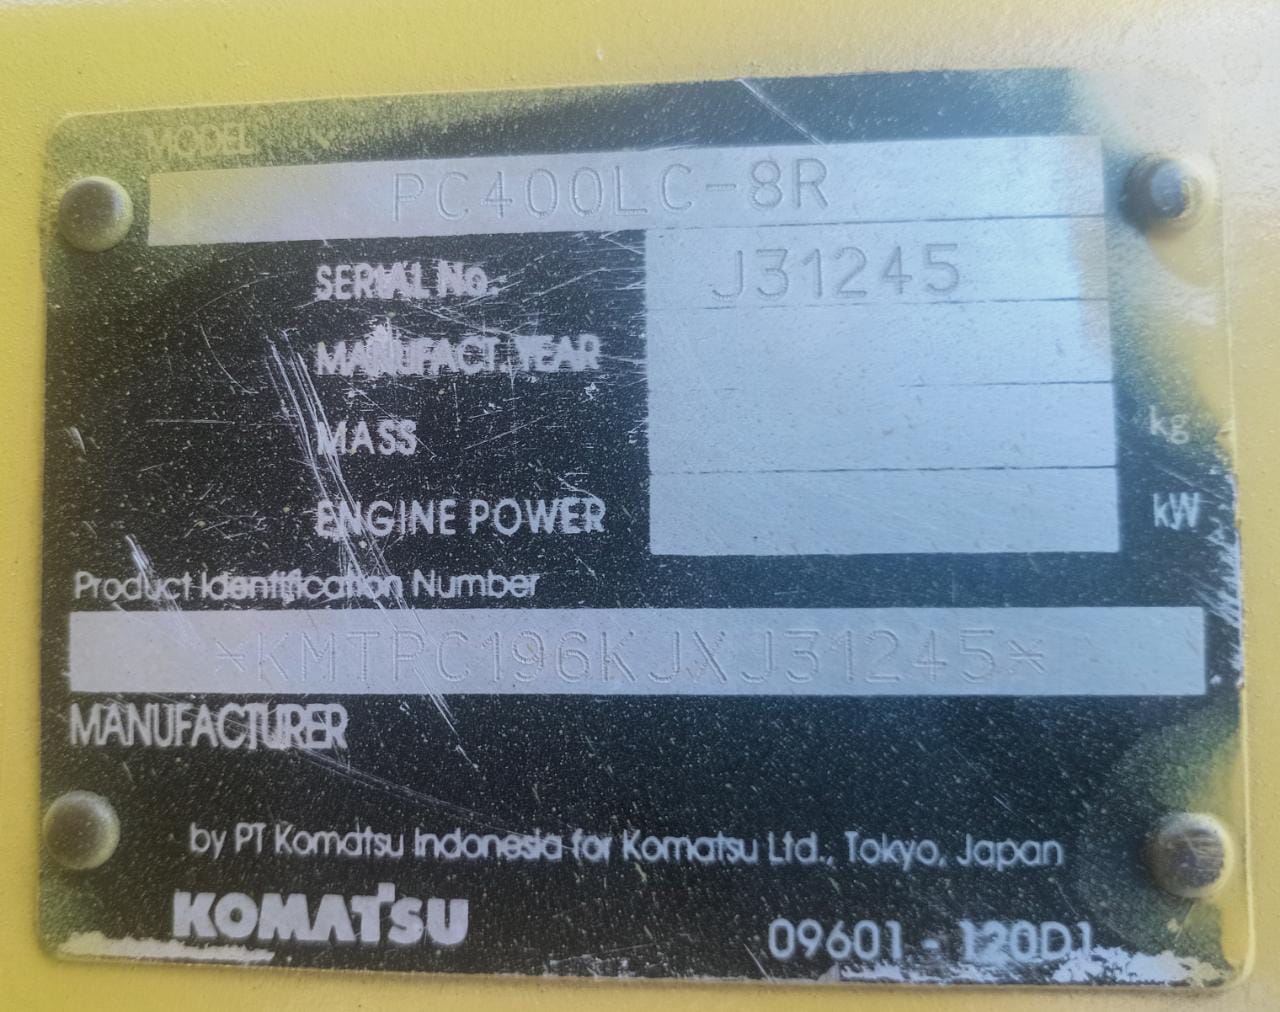 MODEL
PC400LC-8R
SERIAL No. J31245
MANUFACT. YEAR
MASS kg
ENGINE POWER kW
Product Identification Number
*KMTPC196KJXJ31245*
MANUFACTURER
by PT Komatsu Indonesia for Komatsu Ltd., Tokyo, Japan
KOMATSU 09601 - 120D1